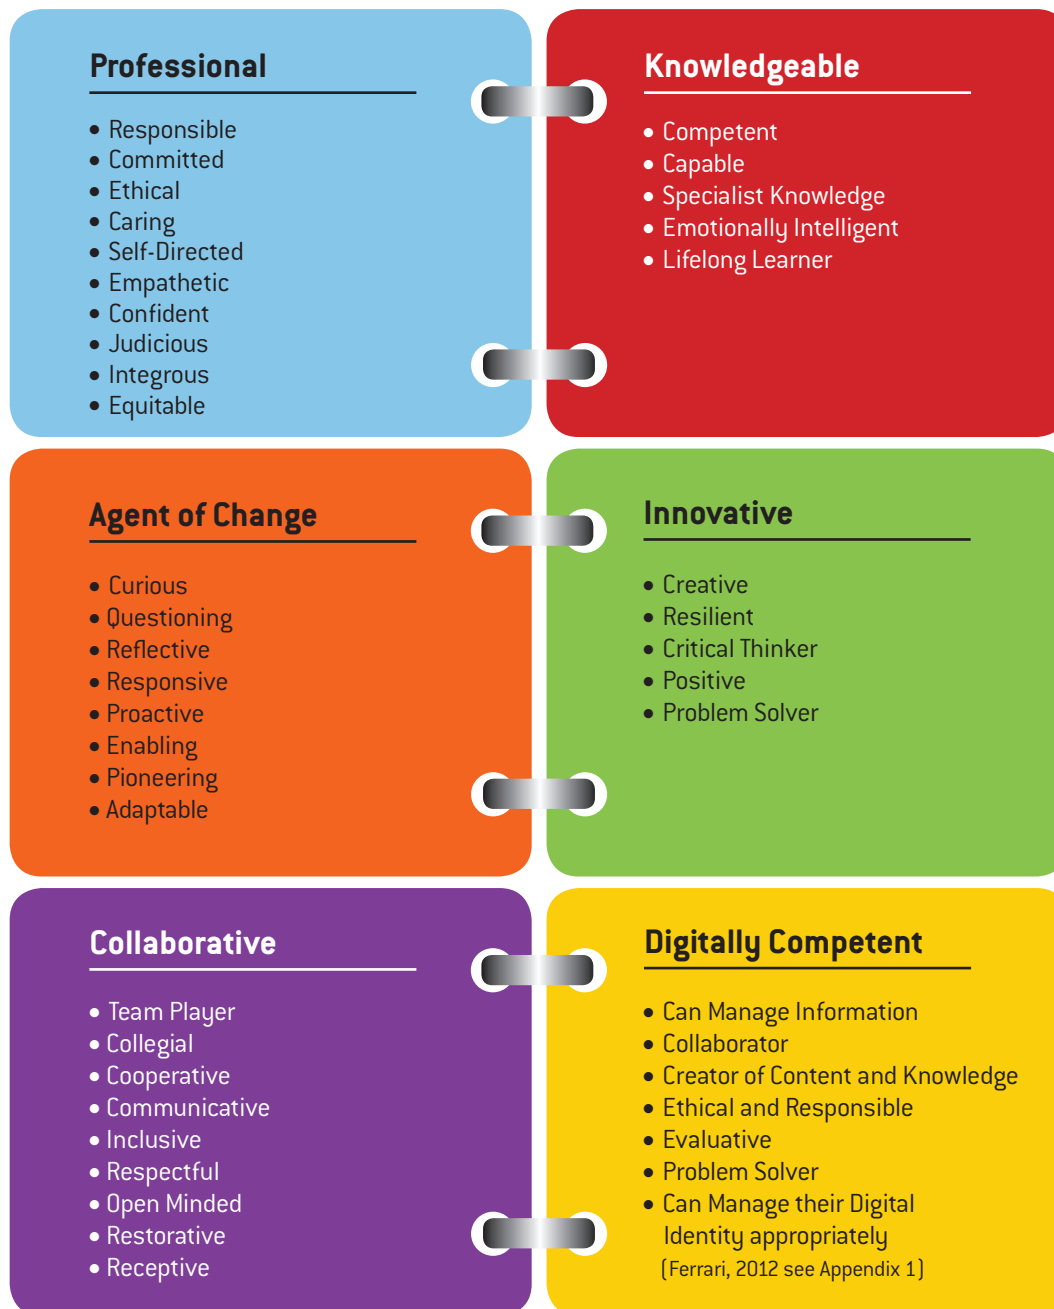 Professional
• Responsible
• Committed
• Ethical
• Caring
• Self-Directed
• Empathetic
• Confident
• Judicious
• Integrous
• Equitable
Knowledgeable
• Competent
• Capable
• Specialist Knowledge
• Emotionally Intelligent
• Lifelong Learner
Agent of Change
• Curious
• Questioning
• Reflective
• Responsive
• Proactive
• Enabling
• Pioneering
• Adaptable
Innovative
• Creative
• Resilient
• Critical Thinker
• Positive
• Problem Solver
Collaborative
• Team Player
• Collegial
• Cooperative
• Communicative
• Inclusive
• Respectful
• Open Minded
• Restorative
• Receptive
Digitally Competent
• Can Manage Information
• Collaborator
• Creator of Content and Knowledge
• Ethical and Responsible
• Evaluative
• Problem Solver
• Can Manage their Digital
Identity appropriately
(Ferrari, 2012 see Appendix 1)